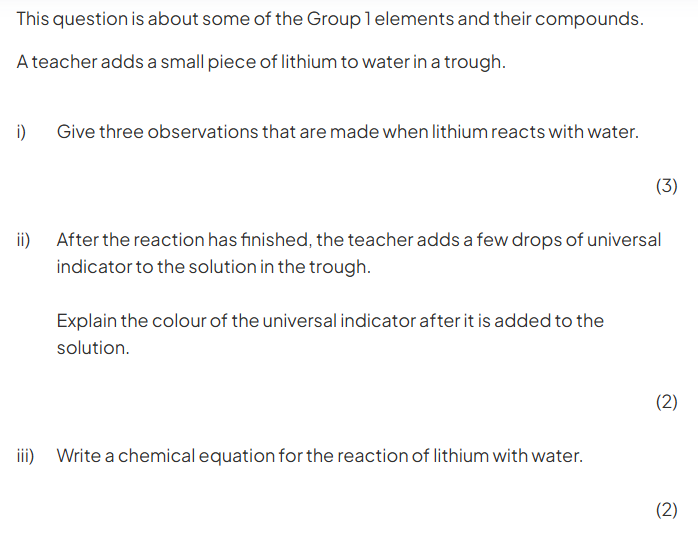 This question is about some of the Group 1 elements and their compounds.
A teacher adds a small piece of lithium to water in a trough.
i) Give three observations that are made when lithium reacts with water.
(3)
ii) After the reaction has finished, the teacher adds a few drops of universal
indicator to the solution in the trough.
Explain the colour of the universal indicator after it is added to the
solution.
(2)
iii) Write a chemical equation for the reaction of lithium with water.
(2)